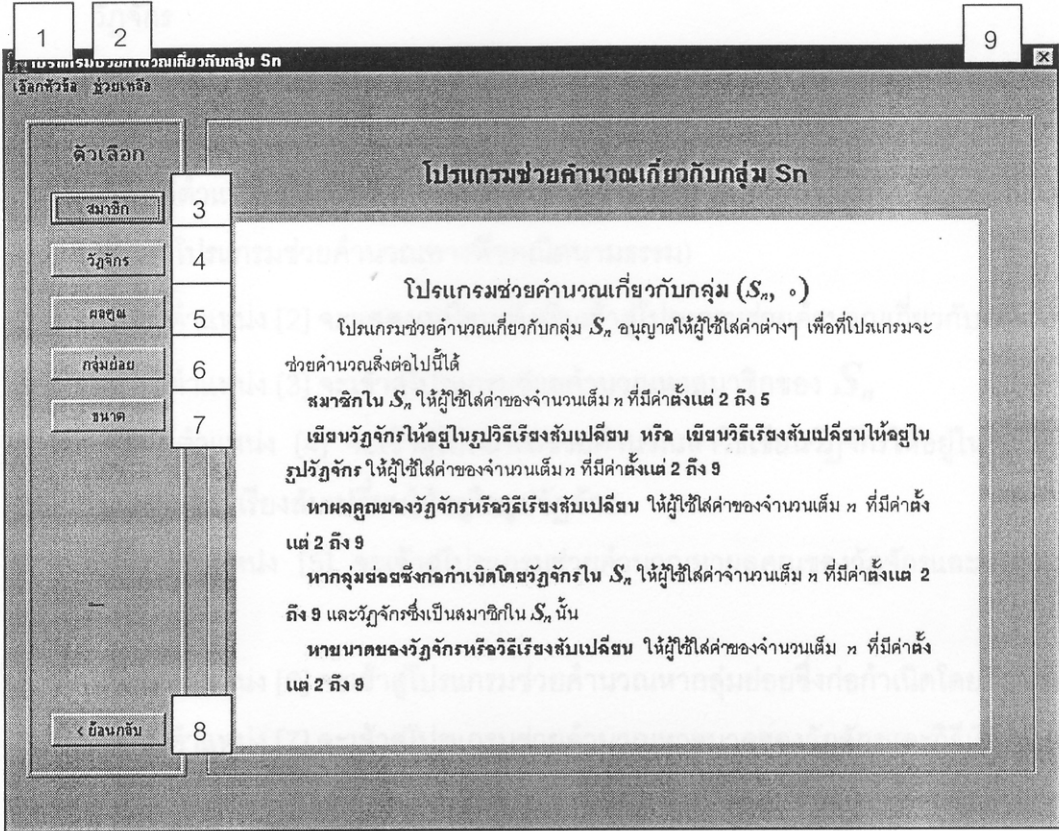 1 2 9
โปรแกรมช่วยคำนวณเกี่ยวกับกลุ่ม Sn
เลือกหัวข้อ ช่วยเหลือ
ตัวเลือก
โปรแกรมช่วยคำนวณเกี่ยวกับกลุ่ม Sn
สมาชิก 3
วัฏจักร 4
ผลคูณ 5
กลุ่มย่อย 6
ขนาด 7
โปรแกรมช่วยคำนวณเกี่ยวกับกลุ่ม (Sₙ, ∘)
โปรแกรมช่วยคำนวณเกี่ยวกับกลุ่ม Sₙ อนุญาตให้ผู้ใช้ใส่ค่าต่างๆ เพื่อที่โปรแกรมจะ
ช่วยคำนวณสิ่งต่อไปนี้ได้
สมาชิกใน Sₙ ให้ผู้ใช้ใส่ค่าของจำนวนเต็ม n ที่มีค่าตั้งแต่ 2 ถึง 5
เขียนวัฏจักรให้อยู่ในรูปวิธีเรียงสับเปลี่ยน หรือ เขียนวิธีเรียงสับเปลี่ยนให้อยู่ใน
รูปวัฏจักร ให้ผู้ใช้ใส่ค่าของจำนวนเต็ม n ที่มีค่าตั้งแต่ 2 ถึง 9
หาผลคูณของวัฏจักรหรือวิธีเรียงสับเปลี่ยน ให้ผู้ใช้ใส่ค่าของจำนวนเต็ม n ที่มีค่าตั้ง
แต่ 2 ถึง 9
หากลุ่มย่อยซึ่งก่อกำเนิดโดยวัฏจักรใน Sₙ ให้ผู้ใช้ใส่ค่าจำนวนเต็ม n ที่มีค่าตั้งแต่ 2
ถึง 9 และวัฏจักรซึ่งเป็นสมาชิกใน Sₙ นั้น
หาขนาดของวัฏจักรหรือวิธีเรียงสับเปลี่ยน ให้ผู้ใช้ใส่ค่าของจำนวนเต็ม n ที่มีค่าตั้ง
แต่ 2 ถึง 9
< ย้อนกลับ 8